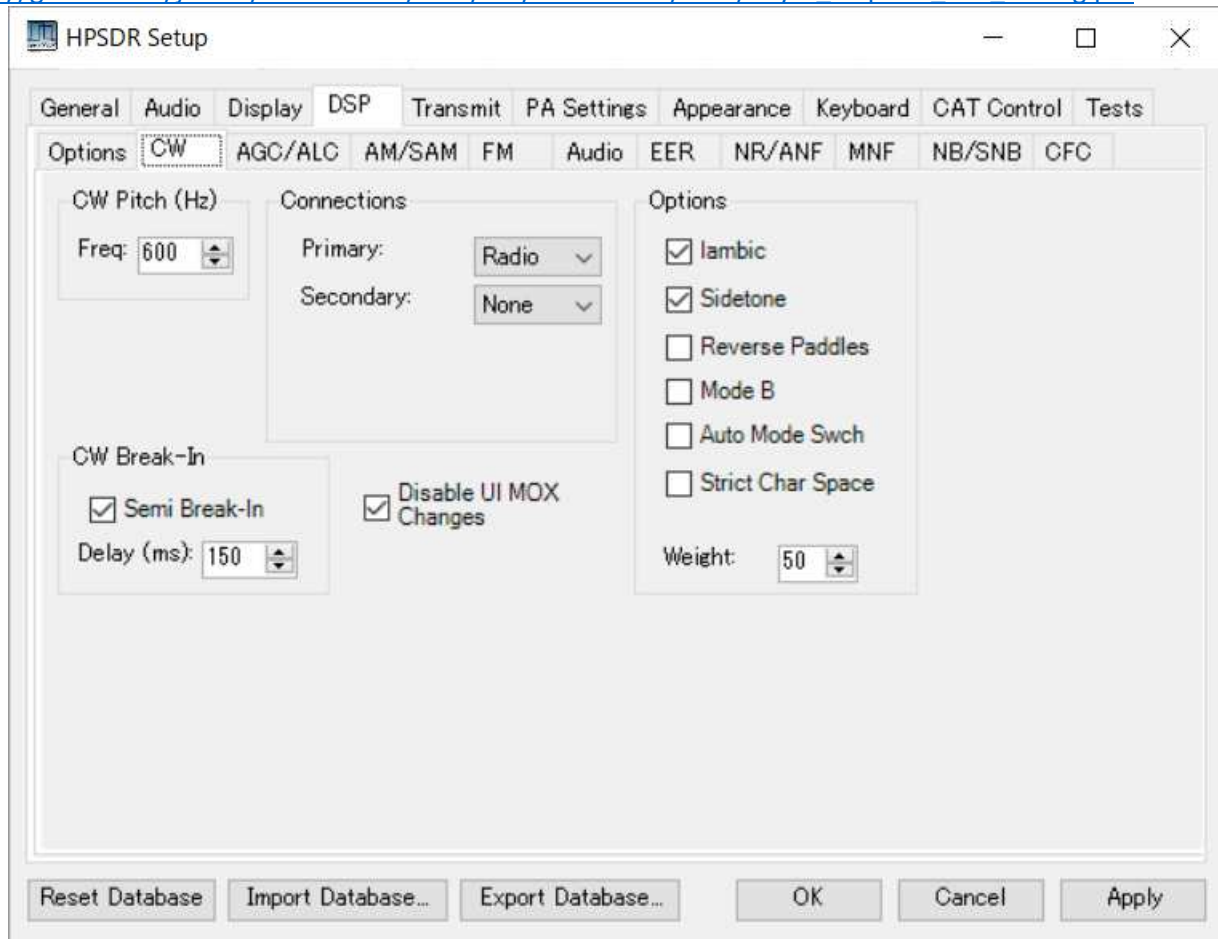 HPSDR Setup
General Audio Display DSP Transmit PA Settings Appearance Keyboard CAT Control Tests
Options CW AGC/ALC AM/SAM FM Audio EER NR/ANF MNF NB/SNB CFC
CW Pitch (Hz)
Freq: 600
Connections
Primary: Radio
Secondary: None
Options
Iambic
Sidetone
Reverse Paddles
Mode B
Auto Mode Swch
Strict Char Space
Weight: 50
CW Break-In
Semi Break-In
Delay (ms): 150
Disable UI MOX
Changes
Reset Database Import Database... Export Database... OK Cancel Apply